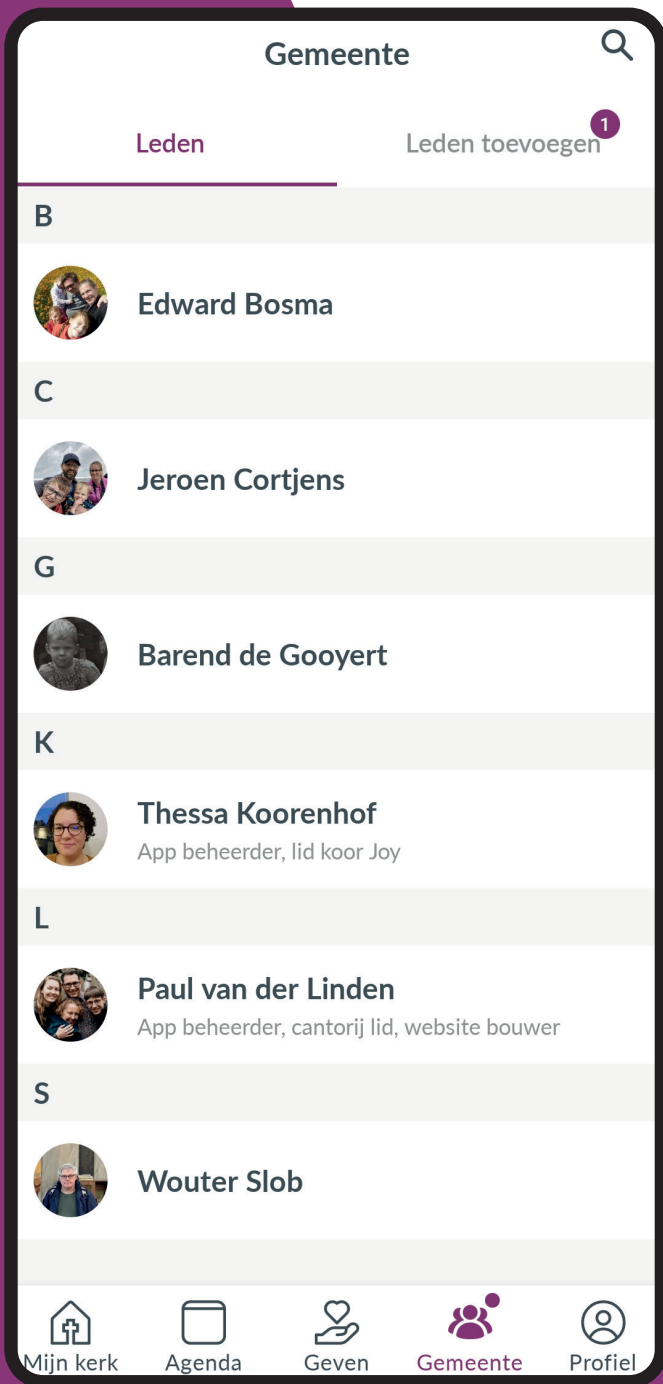 Gemeente
Leden
Leden toevoegen
1
B
Edward Bosma
C
Jeroen Cortjens
G
Barend de Gooyert
K
Thessa Koorenhof
App beheerder, lid koor Joy
L
Paul van der Linden
App beheerder, cantorij lid, website bouwer
S
Wouter Slob
Mijn kerk
Agenda
Geven
Gemeente
Profiel